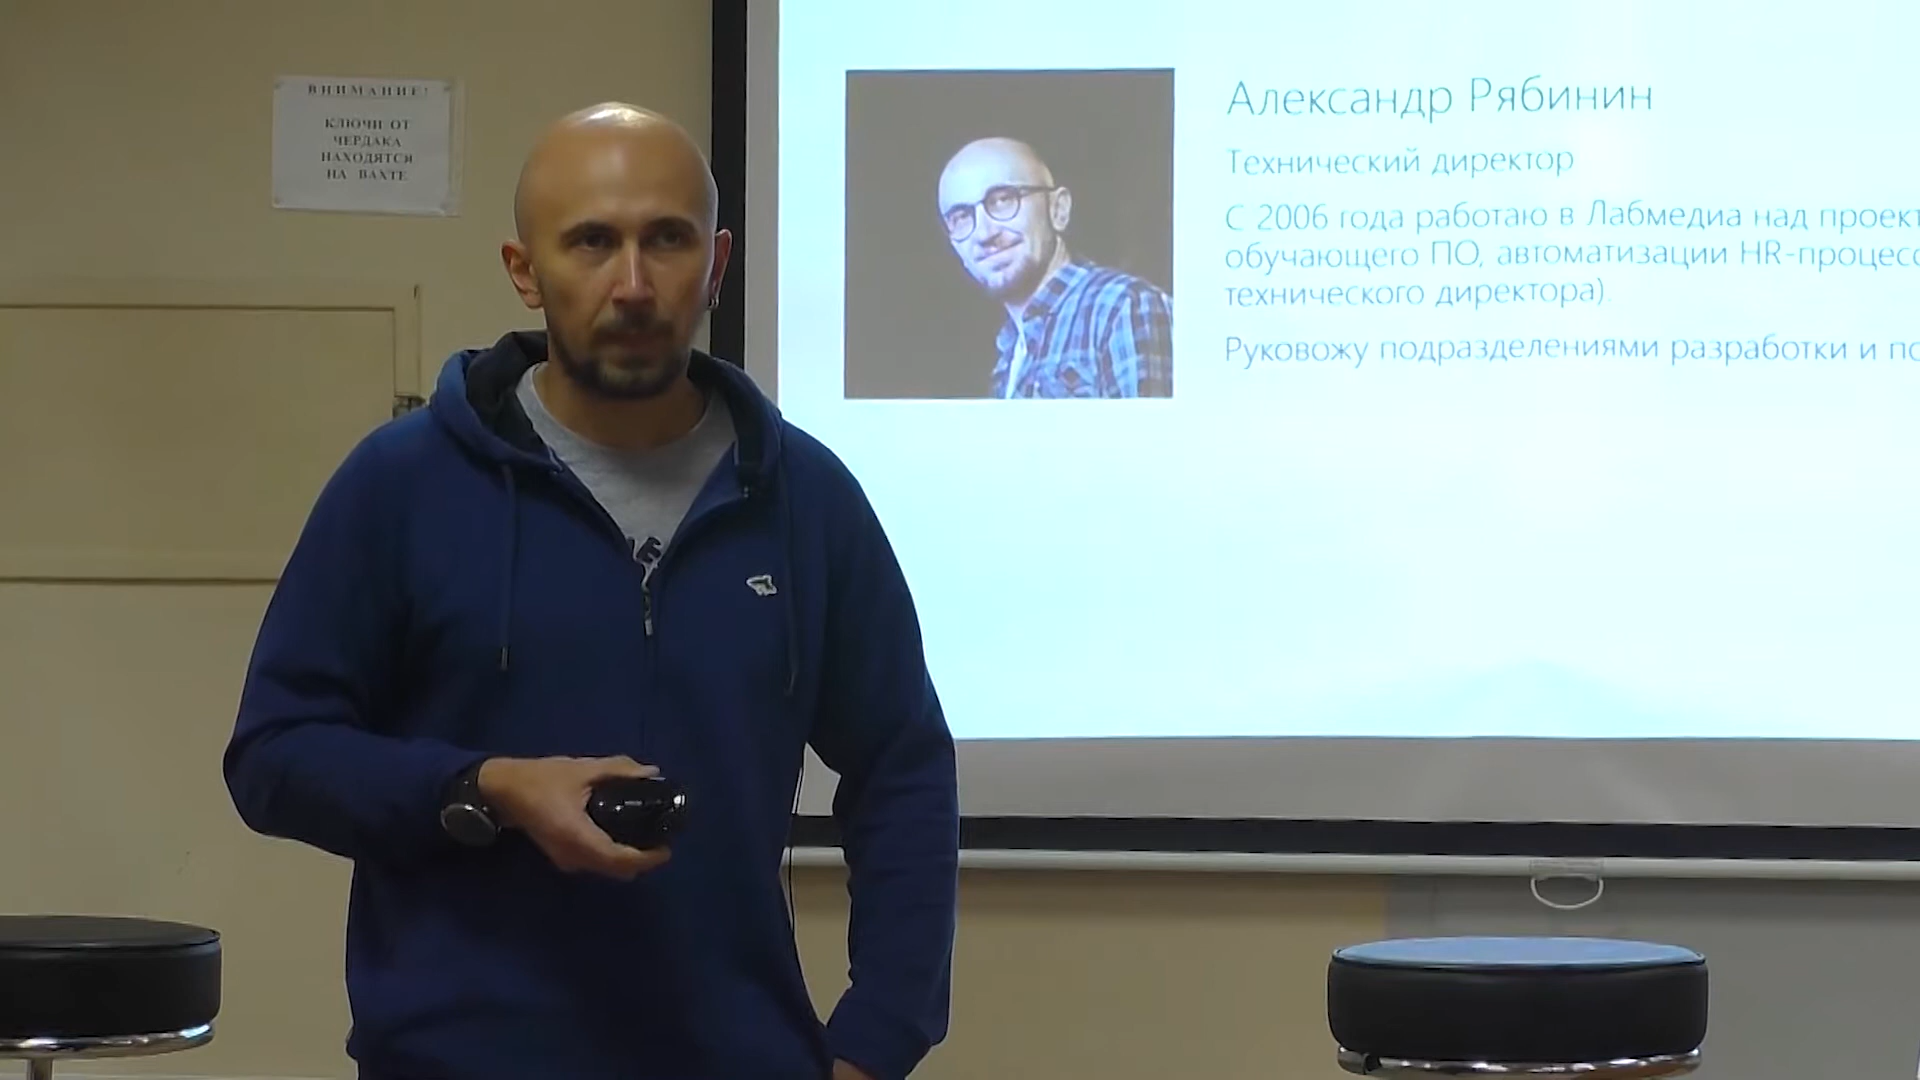 ВНИМАНИЕ!
КЛЮЧИ ОТ
ЧЕРДАКА
НАХОДЯТСЯ
НА ВАХТЕ
Александр Рябинин
Технический директор
С 2006 года работаю в Лабмедиа над проект
обучающего ПО, автоматизации HR-процесс
технического директора).
Руковожу подразделениями разработки и по